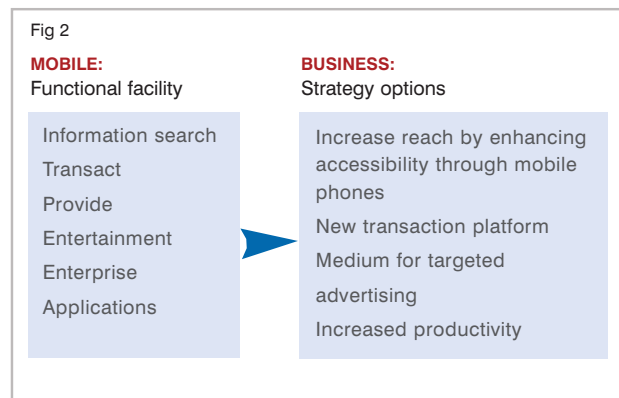 Fig 2
MOBILE:
Functional facility
Information search
Transact
Provide
Entertainment
Enterprise
Applications
BUSINESS:
Strategy options
Increase reach by enhancing
accessibility through mobile
phones
New transaction platform
Medium for targeted
advertising
Increased productivity